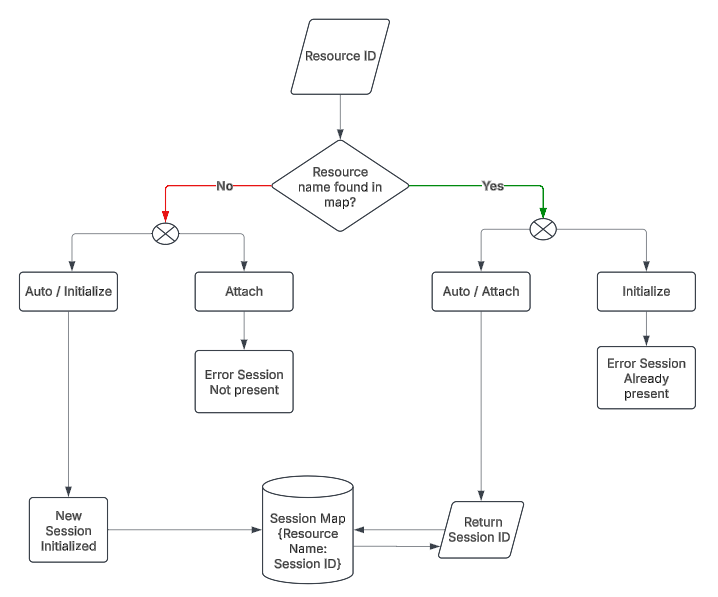 Resource ID
Resource
name found in
map?
No
Yes
Auto / Initialize
Attach
Auto / Attach
Initialize
Error Session
Not present
Error Session
Already
present
New
Session
Initialized
Session Map
{Resource
Name:
Session ID}
Return
Session ID